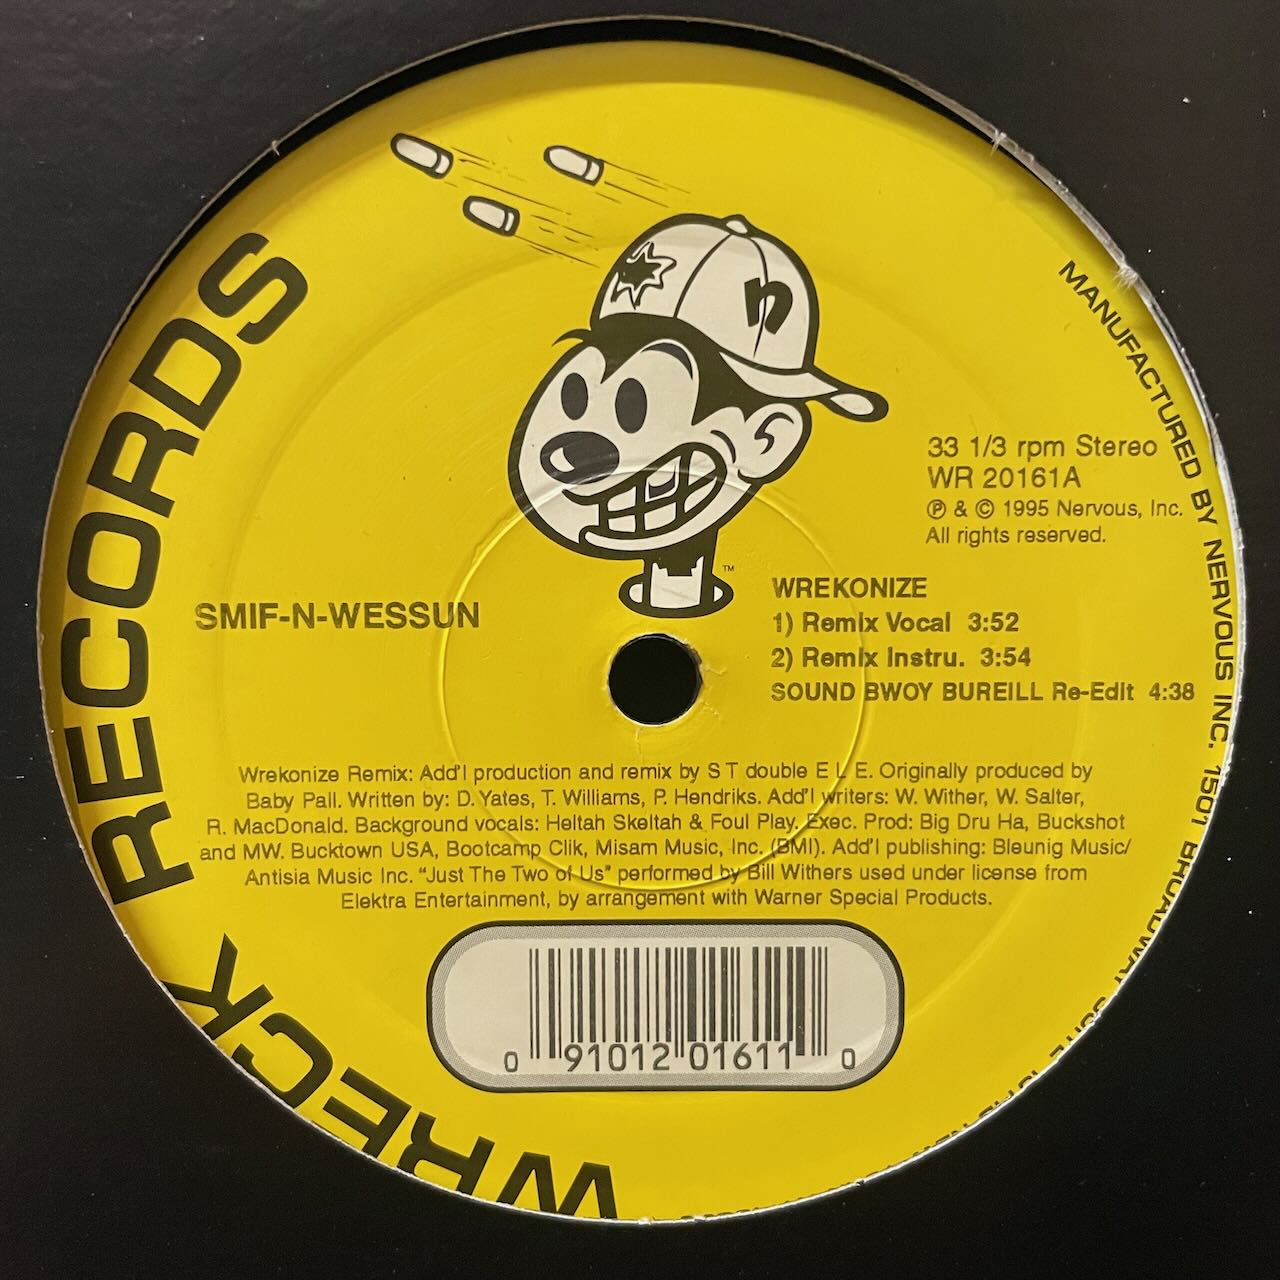 WRECK RECORDS
n
TM
SMIF-N-WESSUN
33 1/3 rpm Stereo
WR 20161A
℗ & © 1995 Nervous, Inc.
All rights reserved.
WREKONIZE
1) Remix Vocal 3:52
2) Remix Instru. 3:54
SOUND BWOY BUREILL Re-Edit 4:38
Wrekonize Remix: Add'l production and remix by S T double E L E. Originally produced by
Baby Pall. Written by: D. Yates, T. Williams, P. Hendriks. Add'l writers: W. Wither, W. Salter,
R. MacDonald. Background vocals: Heltah Skeltah & Foul Play. Exec. Prod: Big Dru Ha, Buckshot
and MW. Bucktown USA, Bootcamp Clik, Misam Music, Inc. (BMI). Add'l publishing: Bleunig Music/
Antisia Music Inc. "Just The Two of Us" performed by Bill Withers used under license from
Elektra Entertainment, by arrangement with Warner Special Products.
0 91012 01611 0
MANUFACTURED BY NERVOUS INC. 1501 BROADWAY